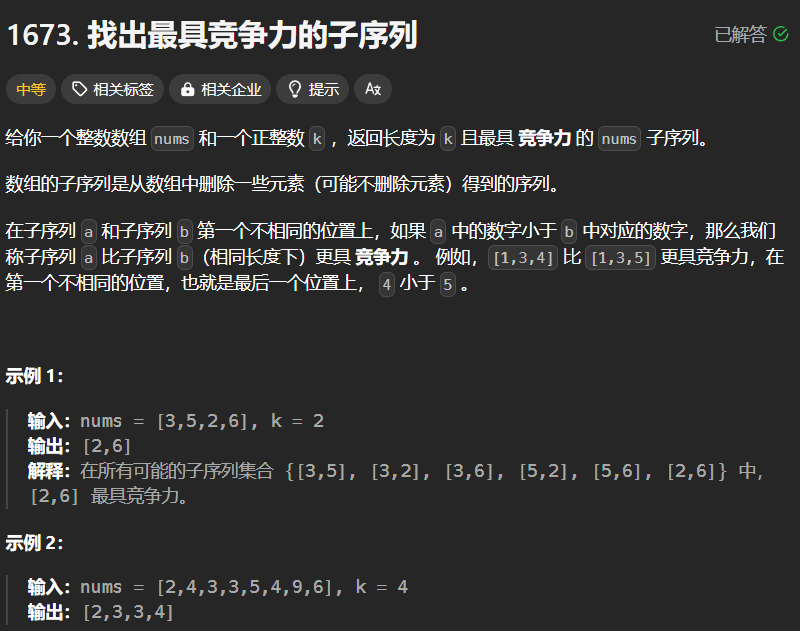 1673. 找出最具竞争力的子序列
已解答
中等 相关标签 相关企业 提示 Aあ
给你一个整数数组 nums 和一个正整数 k ，返回长度为 k 且最具 竞争力 的 nums 子序列。
数组的子序列是从数组中删除一些元素（可能不删除元素）得到的序列。
在子序列 a 和子序列 b 第一个不相同的位置上，如果 a 中的数字小于 b 中对应的数字，那么我们
称子序列 a 比子序列 b（相同长度下）更具 竞争力 。 例如， [1,3,4] 比 [1,3,5] 更具竞争力，在
第一个不相同的位置，也就是最后一个位置上， 4 小于 5 。
示例 1：
输入：nums = [3,5,2,6], k = 2
输出：[2,6]
解释：在所有可能的子序列集合 {[3,5], [3,2], [3,6], [5,2], [5,6], [2,6]} 中，
[2,6] 最具竞争力。
示例 2：
输入：nums = [2,4,3,3,5,4,9,6], k = 4
输出：[2,3,3,4]